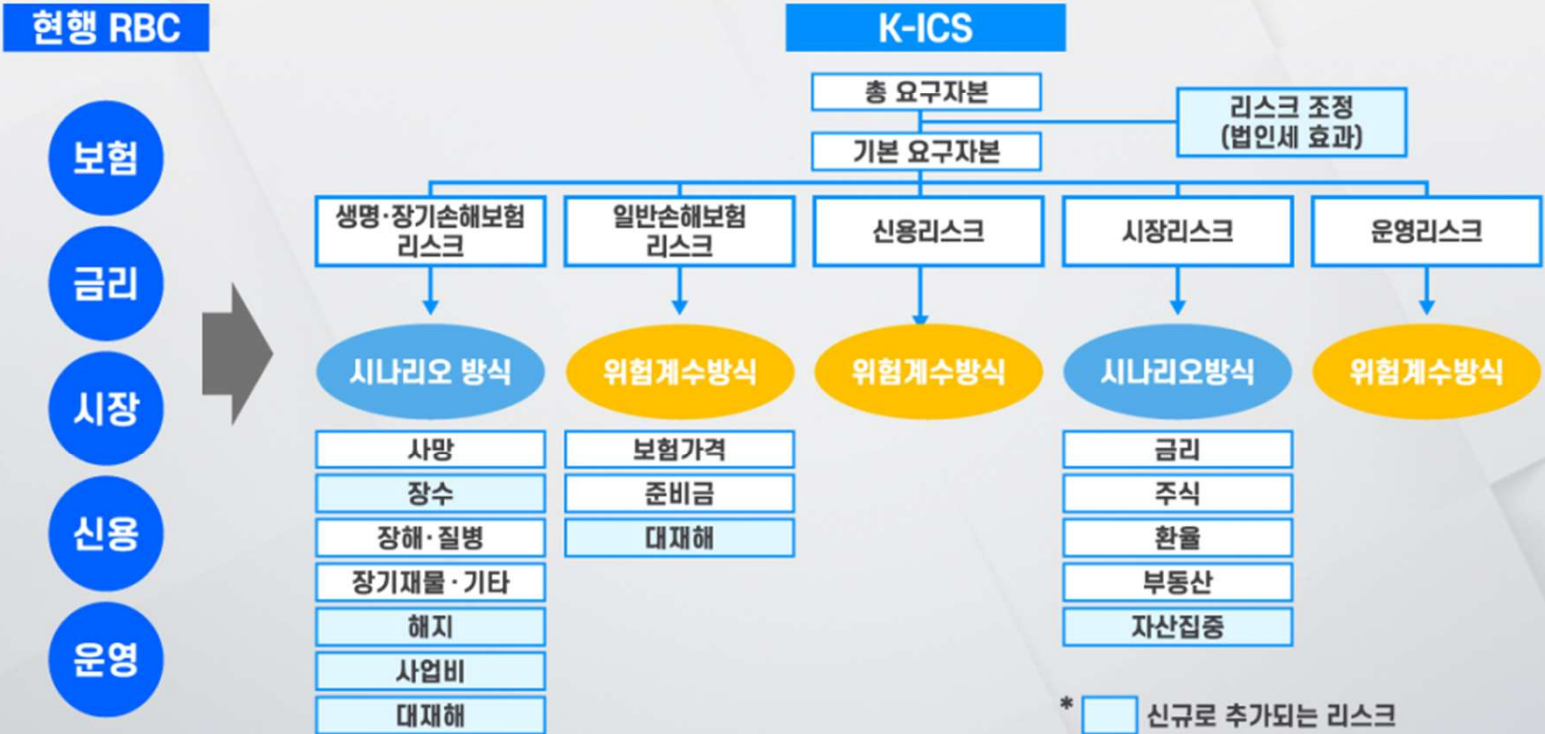 현행 RBC
보험
금리
시장
신용
운영
K-ICS
총 요구자본
리스크 조정
(법인세 효과)
기본 요구자본
생명·장기손해보험
리스크
일반손해보험
리스크
신용리스크
시장리스크
운영리스크
시나리오 방식
위험계수방식
위험계수방식
시나리오방식
위험계수방식
사망
장수
장해·질병
장기재물·기타
해지
사업비
대재해
보험가격
준비금
대재해
금리
주식
환율
부동산
자산집중
* 신규로 추가되는 리스크